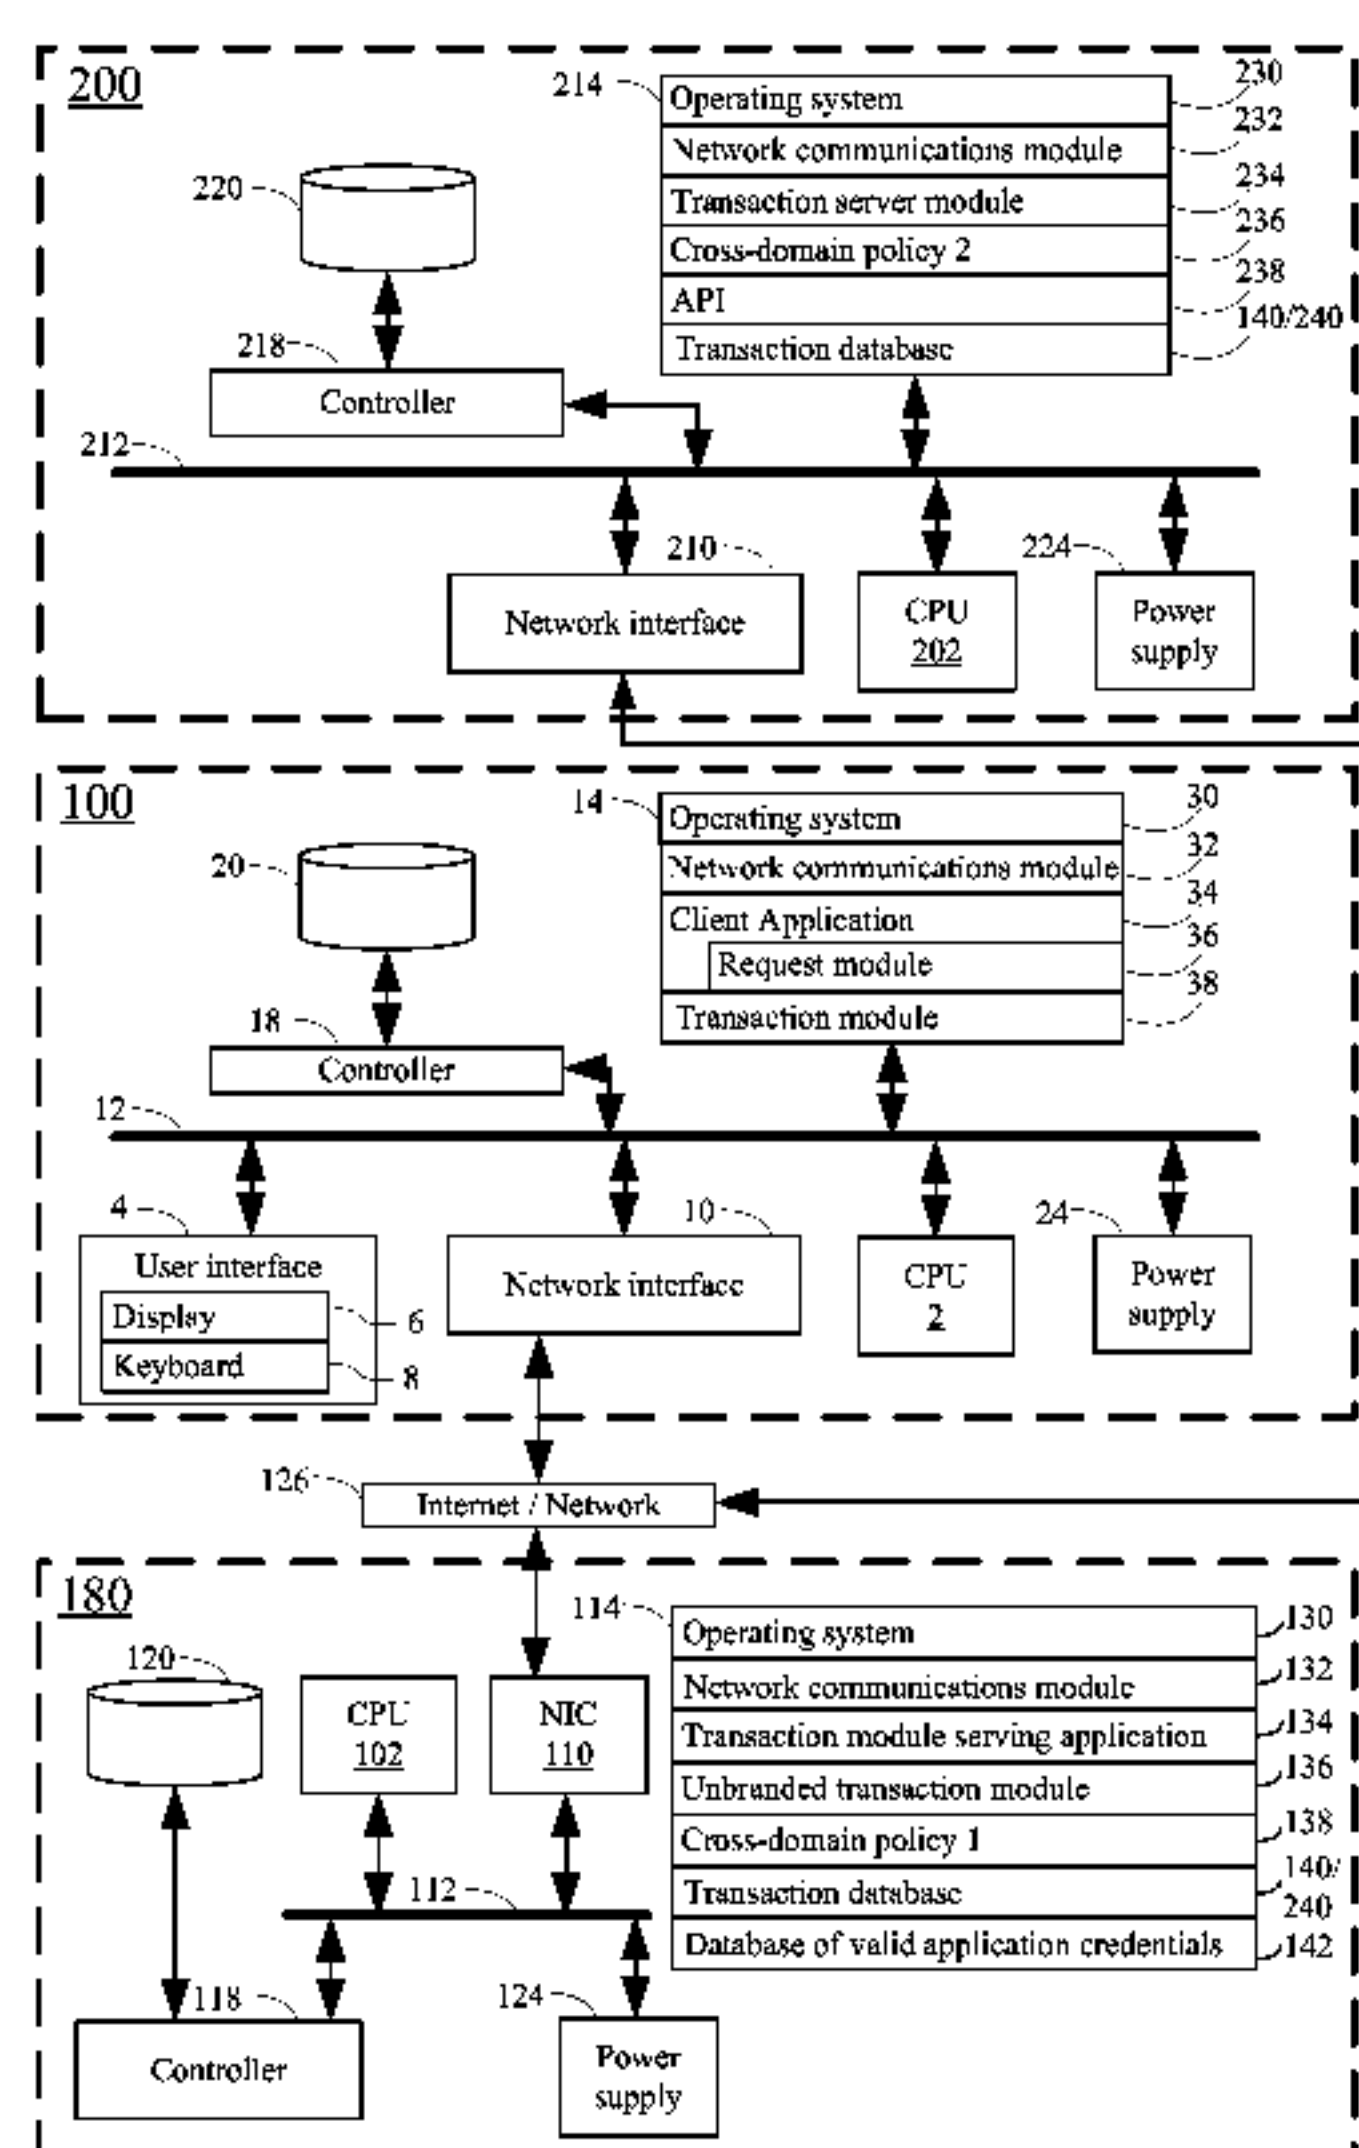 200
214
Operating system
230
Network communications module
232
220
Transaction server module
234
Cross-domain policy 2
236
API
238
218
Transaction database
140/240
Controller
212
210
224
Network interface
CPU
202
Power
supply
100
14
Operating system
30
Network communications module
32
20
Client Application
34
Request module
36
Transaction module
38
18
Controller
12
4
10
24
User interface
Display
6
Keyboard
8
Network interface
CPU
2
Power
supply
126
Internet / Network
180
114
Operating system
130
120
Network communications module
132
CPU
102
NIC
110
Transaction module serving application
134
Unbranded transaction module
136
Cross-domain policy 1
138
Transaction database
140/
240
112
Database of valid application credentials
142
118
124
Controller
Power
supply